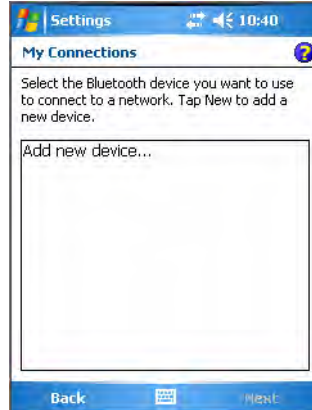 Settings 10:40
My Connections ?
Select the Bluetooth device you want to use
to connect to a network. Tap New to add a
new device.
Add new device...
Back Next